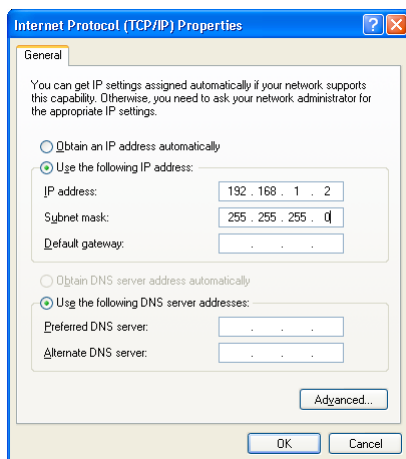 Internet Protocol (TCP/IP) Properties
General
You can get IP settings assigned automatically if your network supports
this capability. Otherwise, you need to ask your network administrator for
the appropriate IP settings.
Obtain an IP address automatically
Use the following IP address:
IP address: 192 . 168 . 1 . 2
Subnet mask: 255 . 255 . 255 . 0
Default gateway: . . .
Obtain DNS server address automatically
Use the following DNS server addresses:
Preferred DNS server: . . .
Alternate DNS server: . . .
Advanced...
OK Cancel